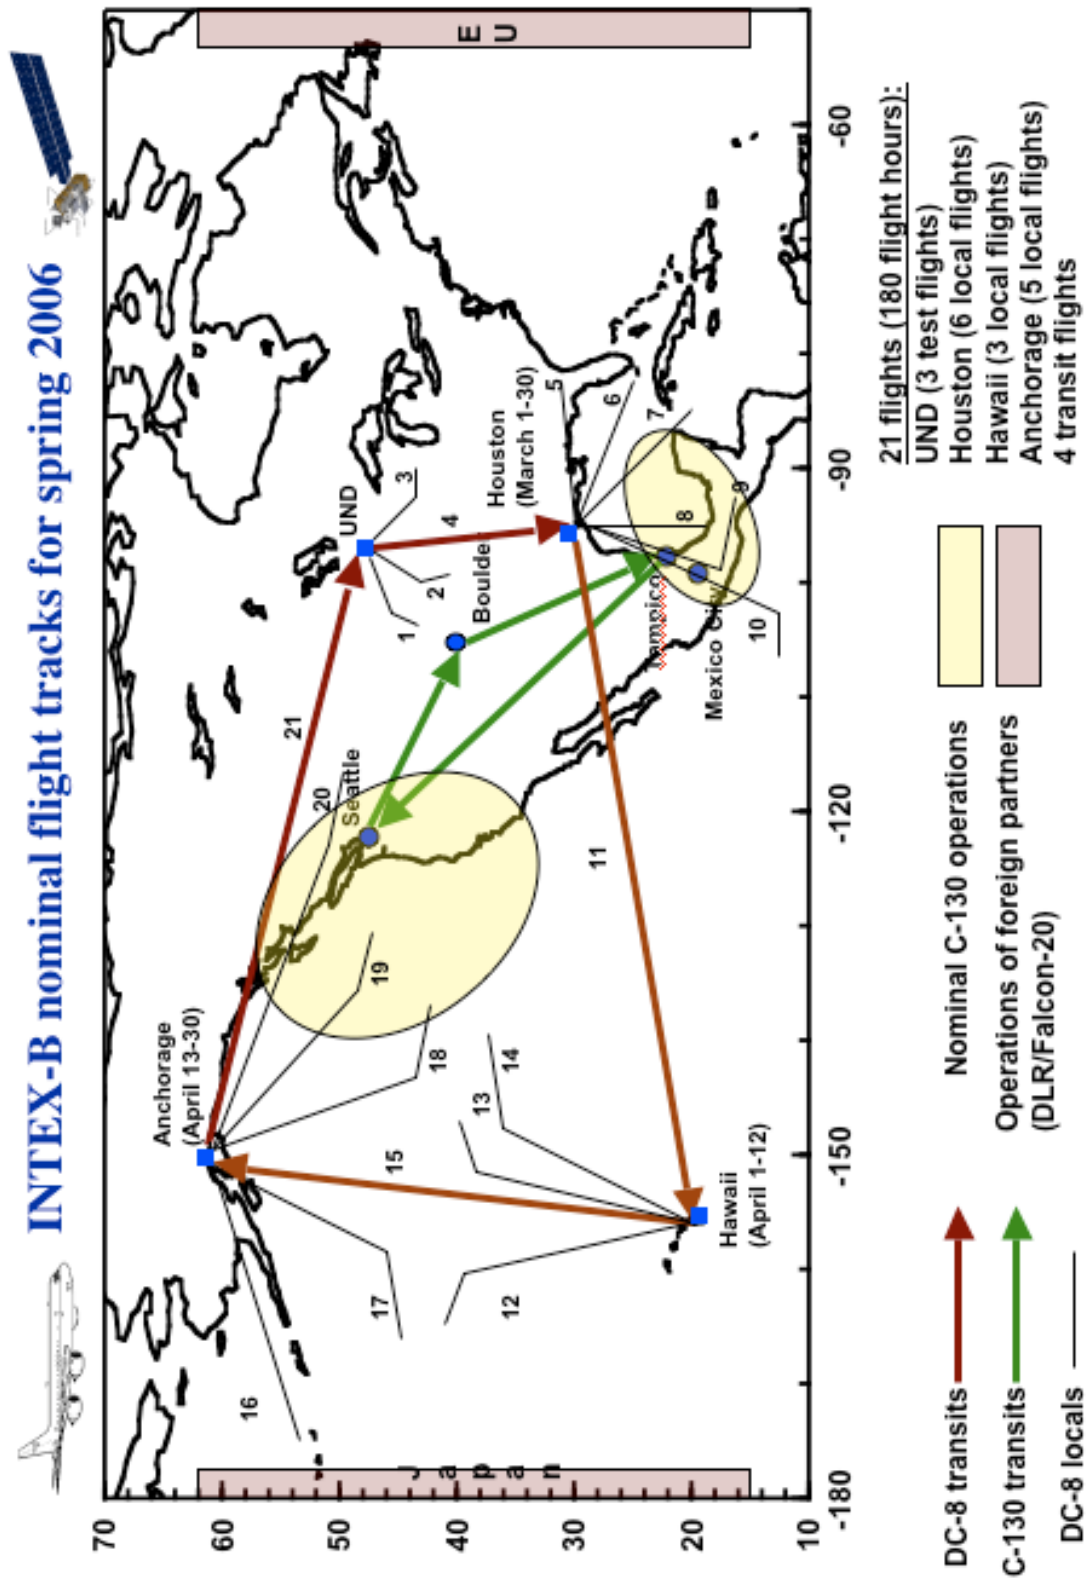 INTEX-B nominal flight tracks for spring 2006
70
60
50
40
30
20
10
-180
-150
-120
-90
-60
Japan
EU
Anchorage
(April 13-30)
UND
Houston
(March 1-30)
Seattle
Boulder
Tampico
Mexico City
Hawaii
(April 1-12)
1
2
3
4
5
6
7
8
9
10
11
12
13
14
15
16
17
18
19
20
21
DC-8 transits
C-130 transits
DC-8 locals
Nominal C-130 operations
Operations of foreign partners
(DLR/Falcon-20)
21 flights (180 flight hours):
UND (3 test flights)
Houston (6 local flights)
Hawaii (3 local flights)
Anchorage (5 local flights)
4 transit flights